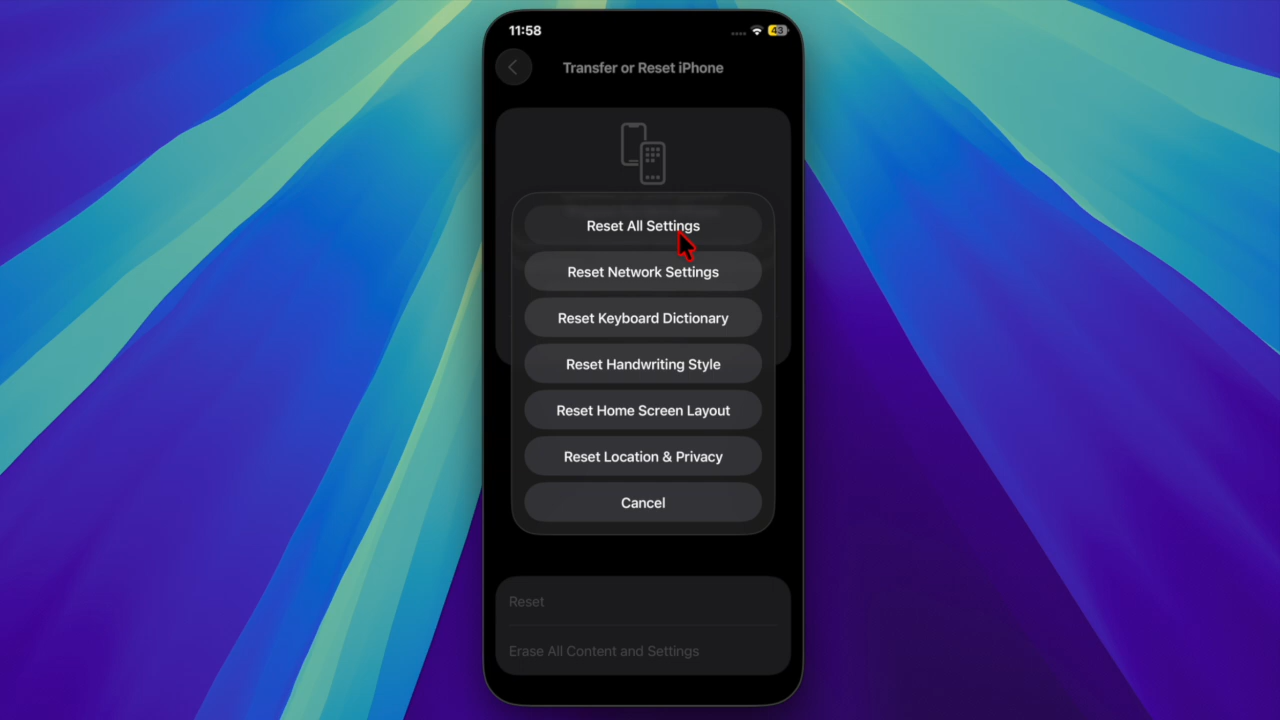 11:58
43
Transfer or Reset iPhone
Reset All Settings
Reset Network Settings
Reset Keyboard Dictionary
Reset Handwriting Style
Reset Home Screen Layout
Reset Location & Privacy
Cancel
Reset
Erase All Content and Settings